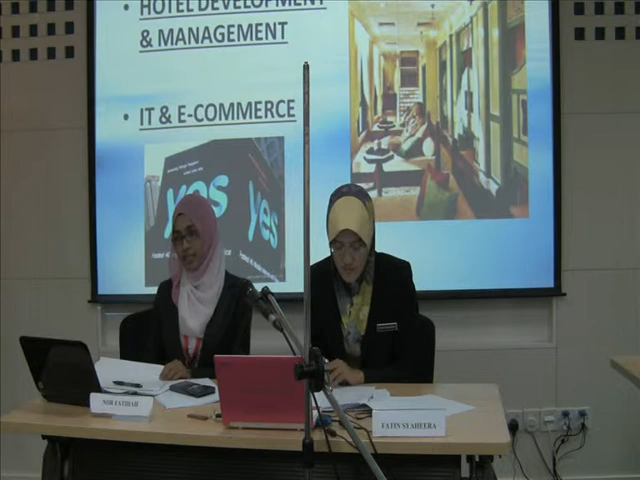 • HOTEL DEVELOPMENT
& MANAGEMENT
• IT & E-COMMERCE
yes
yes
NOR FATIHAH
FATIN SYAHEERA